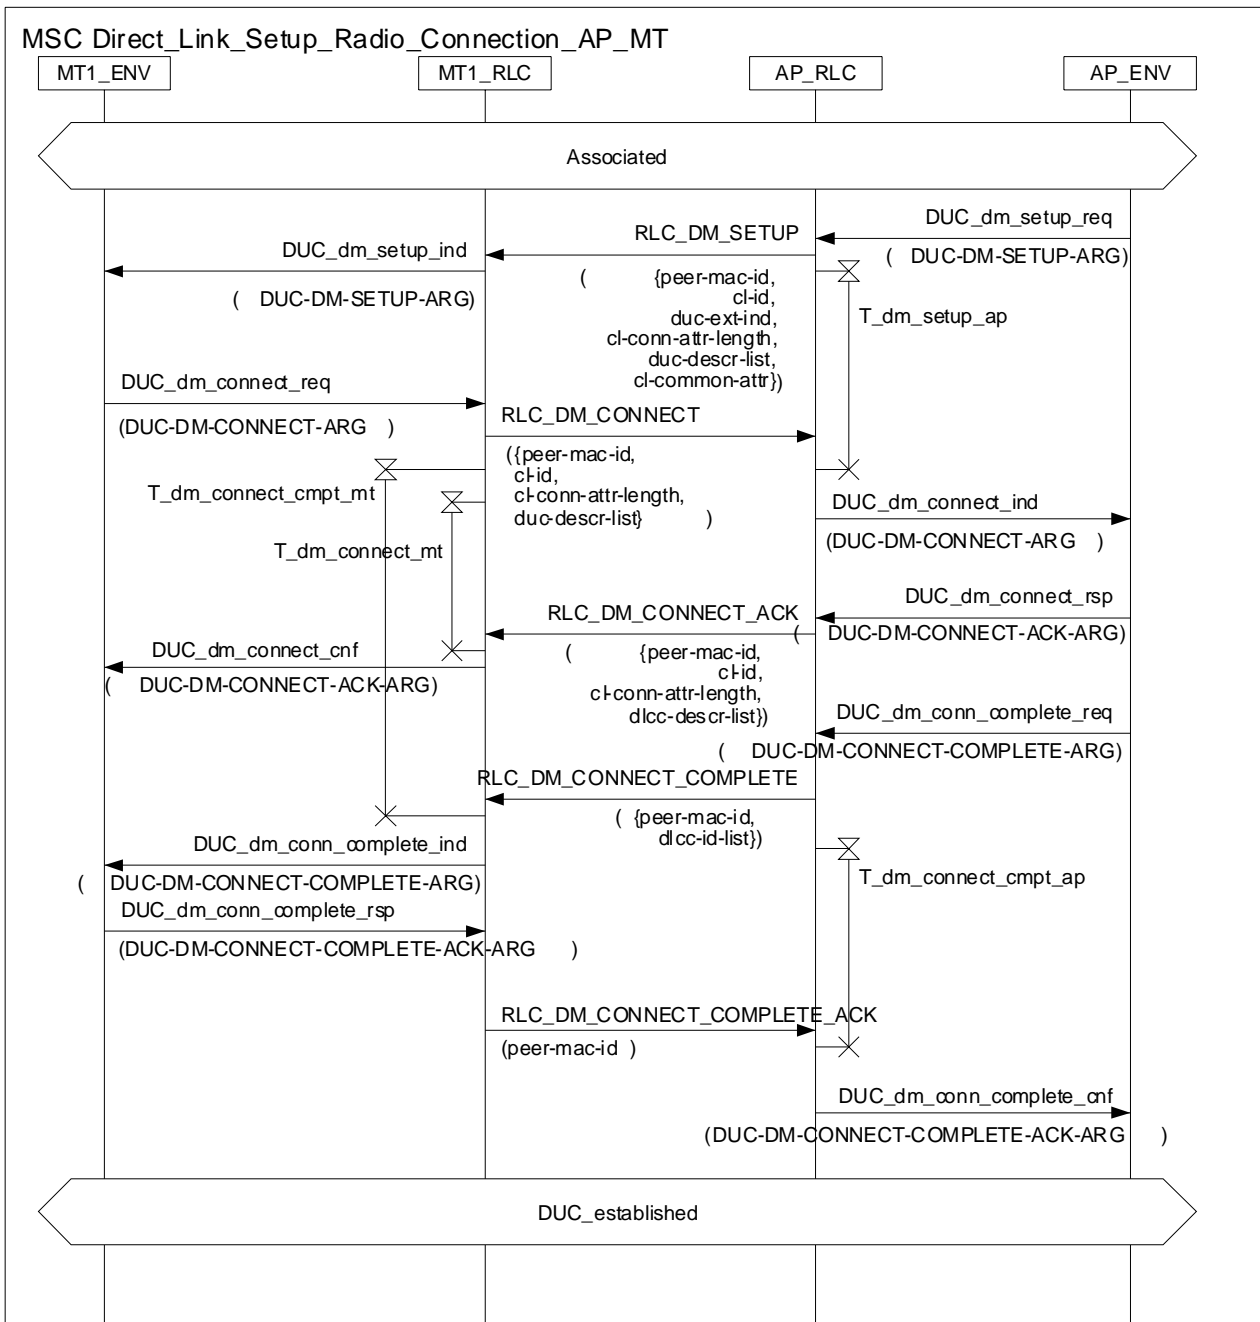 MSC Direct_Link_Setup_Radio_Connection_AP_MT
MT1_ENV
MT1_RLC
AP_RLC
AP_ENV
Associated
DUC_dm_setup_req
RLC_DM_SETUP
DUC_dm_setup_ind
( DUC-DM-SETUP-ARG)
( {peer-mac-id,
cl-id,
duc-ext-ind,
cl-conn-attr-length,
duc-descr-list,
cl-common-attr})
( DUC-DM-SETUP-ARG)
T_dm_setup_ap
DUC_dm_connect_req
(DUC-DM-CONNECT-ARG )
RLC_DM_CONNECT
({peer-mac-id,
cl-id,
cl-conn-attr-length,
duc-descr-list} )
T_dm_connect_cmpt_mt
T_dm_connect_mt
DUC_dm_connect_ind
(DUC-DM-CONNECT-ARG )
DUC_dm_connect_rsp
( DUC-DM-CONNECT-ACK-ARG)
RLC_DM_CONNECT_ACK
( {peer-mac-id,
cl-id,
cl-conn-attr-length,
dlcc-descr-list})
DUC_dm_connect_cnf
( DUC-DM-CONNECT-ACK-ARG)
DUC_dm_conn_complete_req
( DUC-DM-CONNECT-COMPLETE-ARG)
RLC_DM_CONNECT_COMPLETE
( {peer-mac-id,
dlcc-id-list})
DUC_dm_conn_complete_ind
( DUC-DM-CONNECT-COMPLETE-ARG)
T_dm_connect_cmpt_ap
DUC_dm_conn_complete_rsp
(DUC-DM-CONNECT-COMPLETE-ACK-ARG )
RLC_DM_CONNECT_COMPLETE_ACK
(peer-mac-id )
DUC_dm_conn_complete_cnf
(DUC-DM-CONNECT-COMPLETE-ACK-ARG )
DUC_established